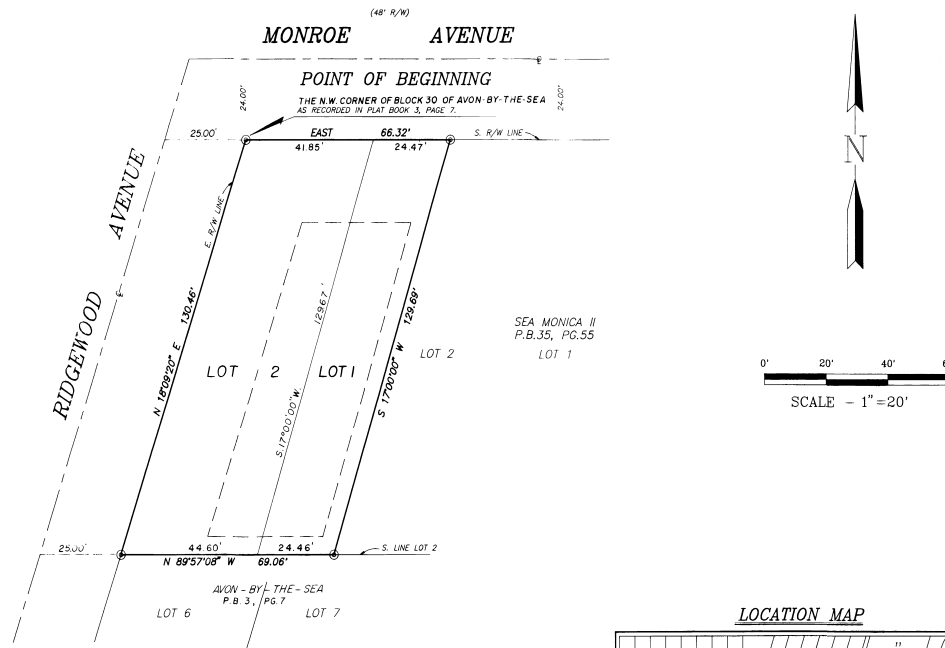 (48' R/W)
MONROE AVENUE
POINT OF BEGINNING
THE N.W. CORNER OF BLOCK 30 OF AVON-BY-THE-SEA
AS RECORDED IN PLAT BOOK 3, PAGE 7.
24.00'
24.00'
25.00'
EAST 66.32'
S. R/W LINE
41.85' 24.47'
RIDGEWOOD AVENUE
E. R/W LINE
N 18°09'20" E 130.46'
129.67'
S.17°00'00"W.
S 17°00'00" W 129.69'
N
SEA MONICA II
P.B.35, PG.55
LOT 2
LOT 1
LOT 2
LOT 1
0' 20' 40' 6
SCALE - 1"=20'
25.00'
44.60' 24.46'
S. LINE LOT 2
N 89°57'08" W 69.06'
AVON-BY-THE-SEA
P.B.3, PG.7
LOT 6
LOT 7
LOCATION MAP